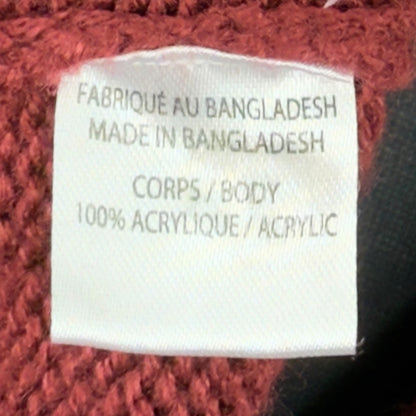 FABRIQUÉ AU BANGLADESH
MADE IN BANGLADESH
CORPS / BODY
100% ACRYLIQUE / ACRYLIC